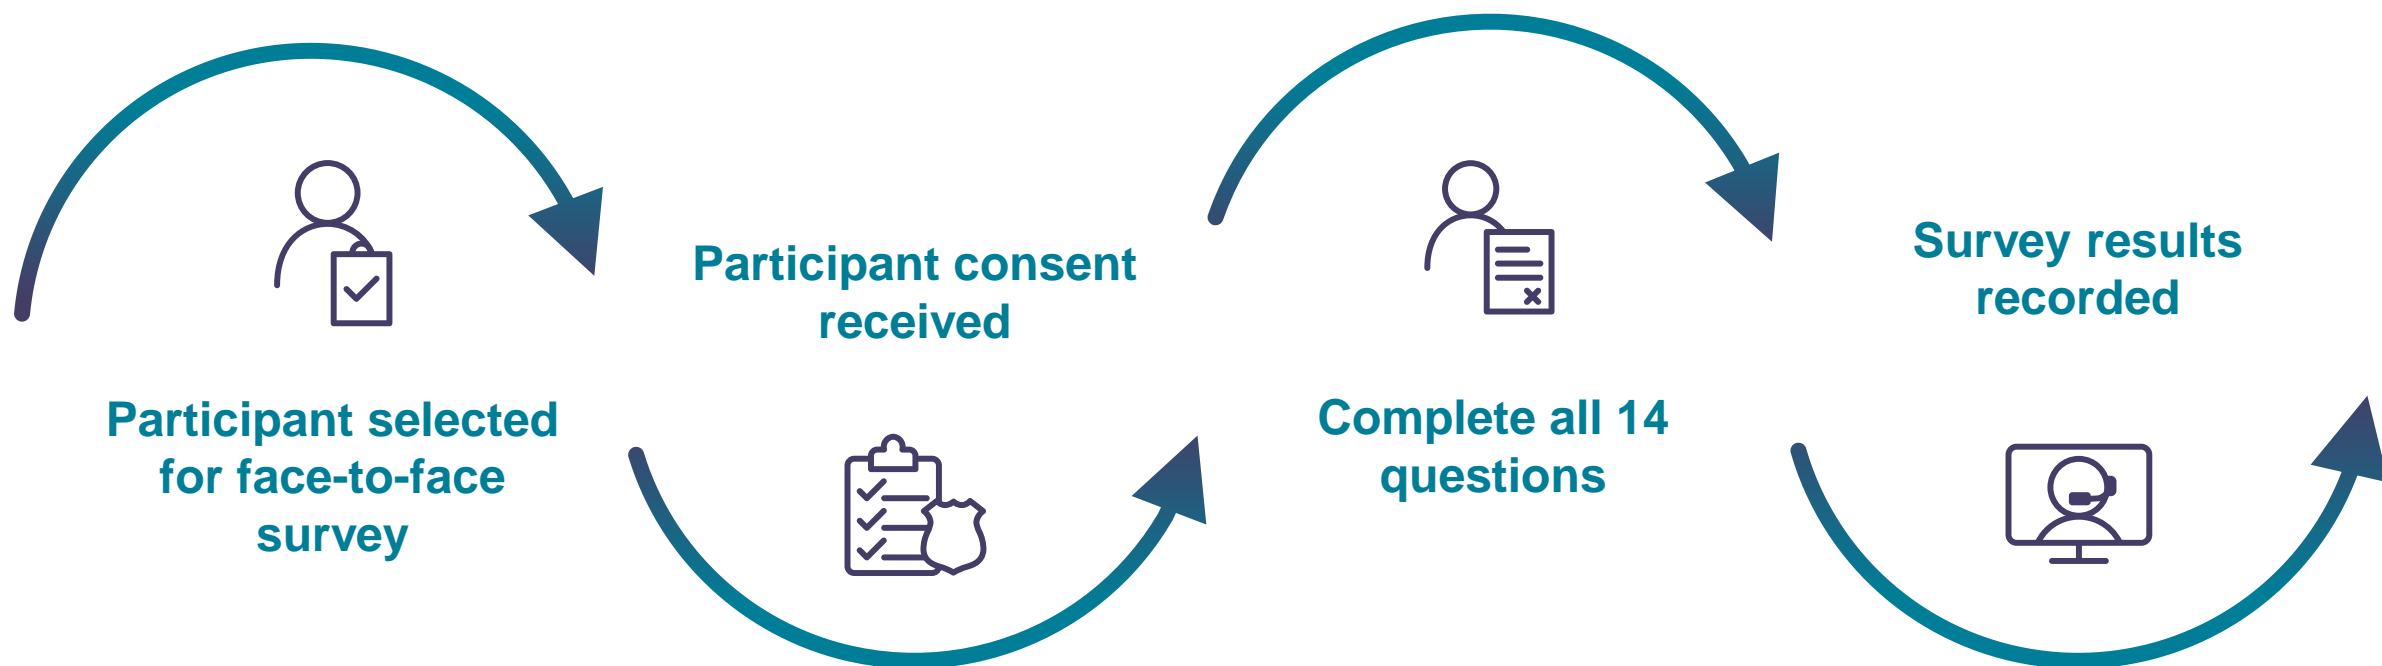 Participant selected
for face-to-face
survey
Participant consent
received
Complete all 14
questions
Survey results
recorded